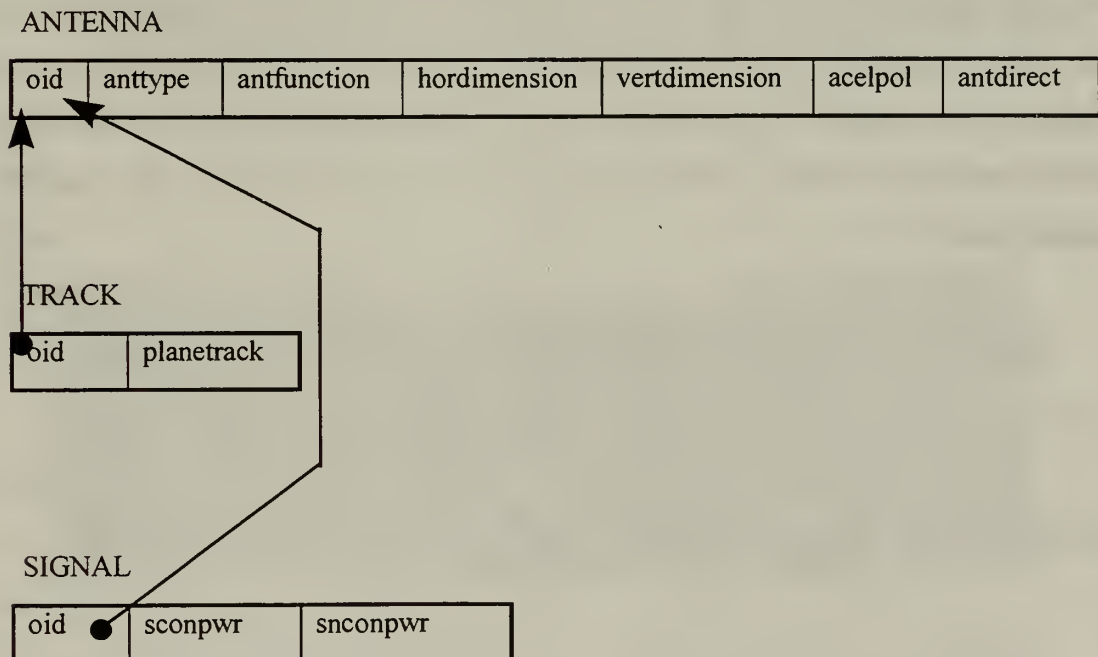 ANTENNA
oid anttype antfunction hordimension vertdimension acelpol antdirect
TRACK
oid planetrack
SIGNAL
oid sconpwr snconpwr